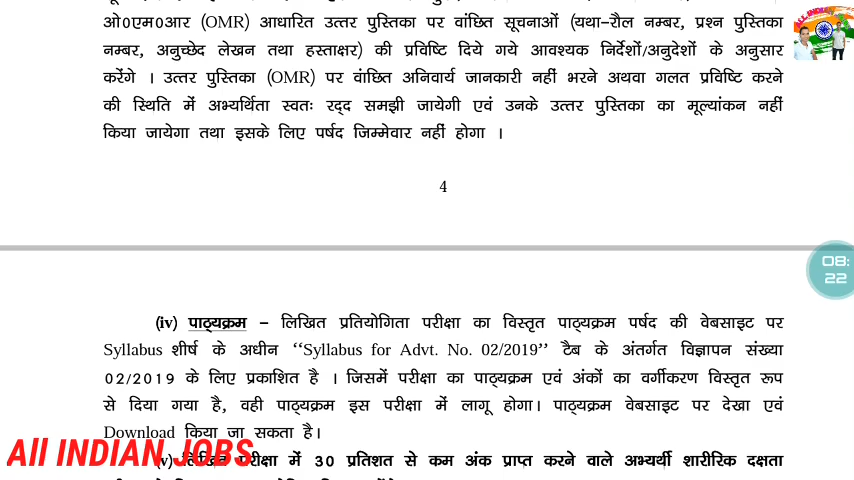 ओ0एम0आर (OMR) आधारित उत्तर पुस्तिका पर वांछित सूचनाओं (यथा–रौल नम्बर, प्रश्न पुस्तिका
नम्बर, अनुच्छेद लेखन तथा हस्ताक्षर) की प्रविष्टि दिये गये आवश्यक निर्देशों/अनुदेशों के अनुसार
करेंगे । उत्तर पुस्तिका (OMR) पर वांछित अनिवार्य जानकारी नहीं भरने अथवा गलत प्रविष्टि करने
की स्थिति में अभ्यर्थिता स्वतः रद्द समझी जायेगी एवं उनके उत्तर पुस्तिका का मूल्यांकन नहीं
किया जायेगा तथा इसके लिए पर्षद जिम्मेवार नहीं होगा ।
4
08:
22
(iv) पाठ्यक्रम – लिखित प्रतियोगिता परीक्षा का विस्तृत पाठ्यक्रम पर्षद की वेबसाइट पर
Syllabus शीर्ष के अधीन ‘‘Syllabus for Advt. No. 02/2019’’ टैब के अंतर्गत विज्ञापन संख्या
02/2019 के लिए प्रकाशित है । जिसमें परीक्षा का पाठ्यक्रम एवं अंकों का वर्गीकरण विस्तृत रूप
से दिया गया है, वही पाठ्यक्रम इस परीक्षा में लागू होगा। पाठ्यक्रम वेबसाइट पर देखा एवं
Download किया जा सकता है।
All INDIAN JOBS
(v) लिखित परीक्षा में 30 प्रतिशत से कम अंक प्राप्त करने वाले अभ्यर्थी शारीरिक दक्षता